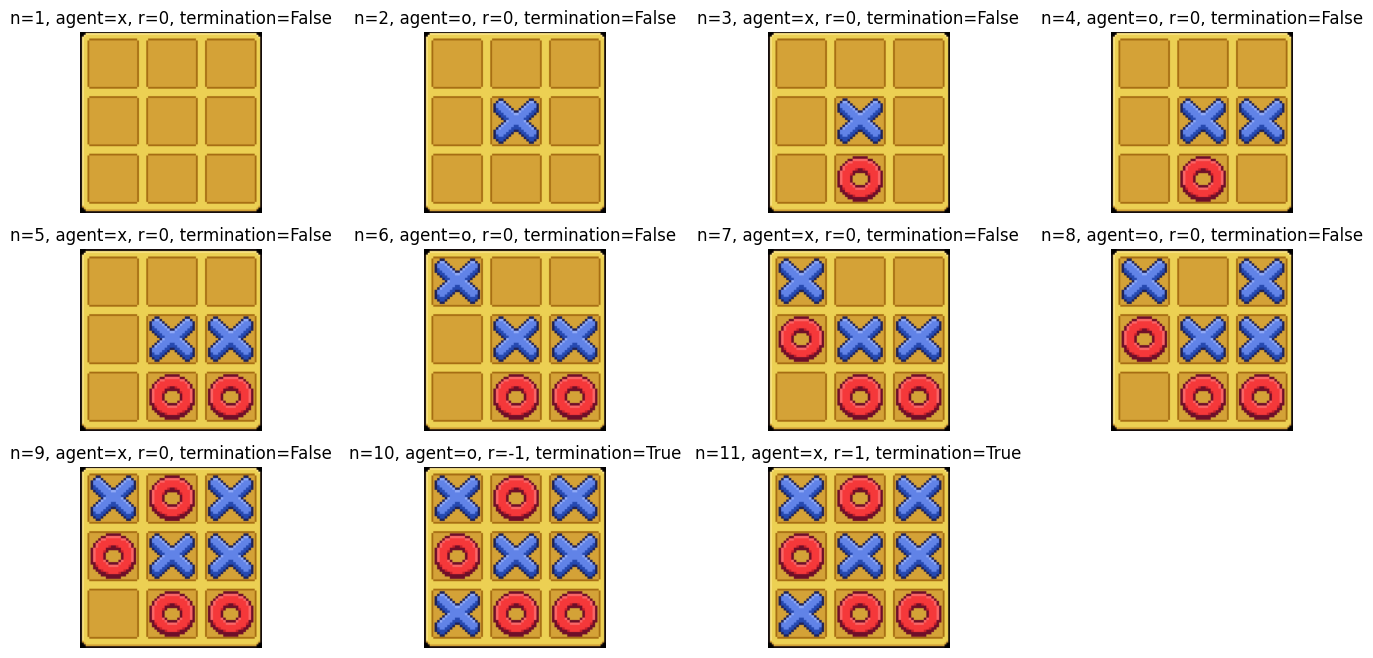 n=1, agent=x, r=0, termination=False
n=2, agent=o, r=0, termination=False
n=3, agent=x, r=0, termination=False
n=4, agent=o, r=0, termination=False
n=5, agent=x, r=0, termination=False
n=6, agent=o, r=0, termination=False
n=7, agent=x, r=0, termination=False
n=8, agent=o, r=0, termination=False
n=9, agent=x, r=0, termination=False
n=10, agent=o, r=-1, termination=True
n=11, agent=x, r=1, termination=True